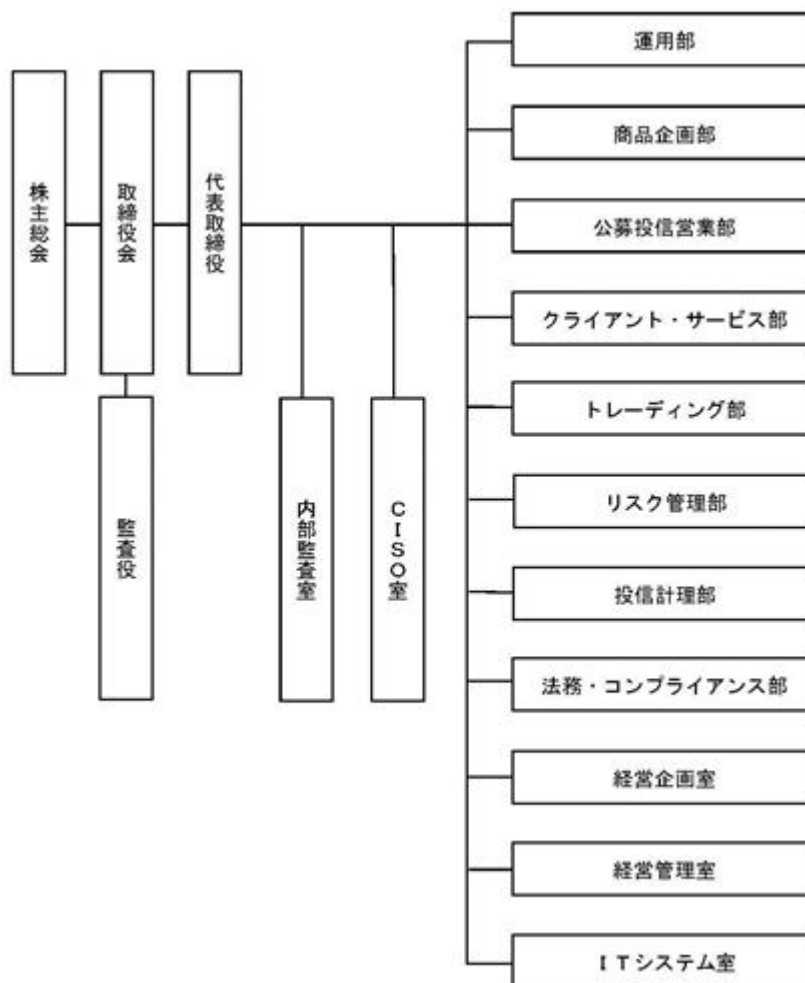 株主総会
取締役会
代表取締役
監査役
内部監査室
CISO室
運用部
商品企画部
公募投信営業部
クライアント・サービス部
トレーディング部
リスク管理部
投信計理部
法務・コンプライアンス部
経営企画室
経営管理室
ITシステム室